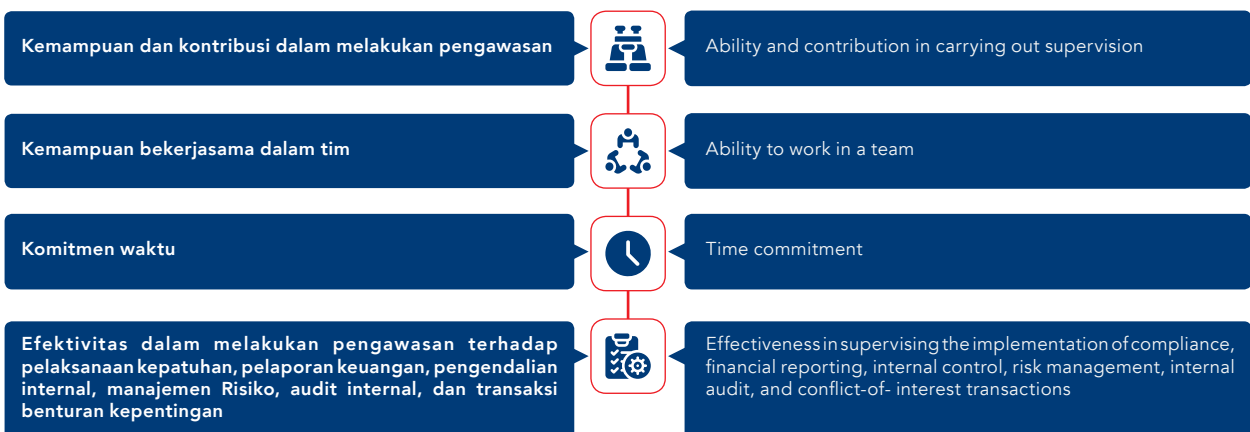 Kemampuan dan kontribusi dalam melakukan pengawasan
Ability and contribution in carrying out supervision
Kemampuan bekerjasama dalam tim
Ability to work in a team
Komitmen waktu
Time commitment
Efektivitas dalam melakukan pengawasan terhadap
pelaksanaan kepatuhan, pelaporan keuangan, pengendalian
internal, manajemen Risiko, audit internal, dan transaksi
benturan kepentingan
Effectiveness in supervising the implementation of compliance,
financial reporting, internal control, risk management, internal
audit, and conflict-of- interest transactions